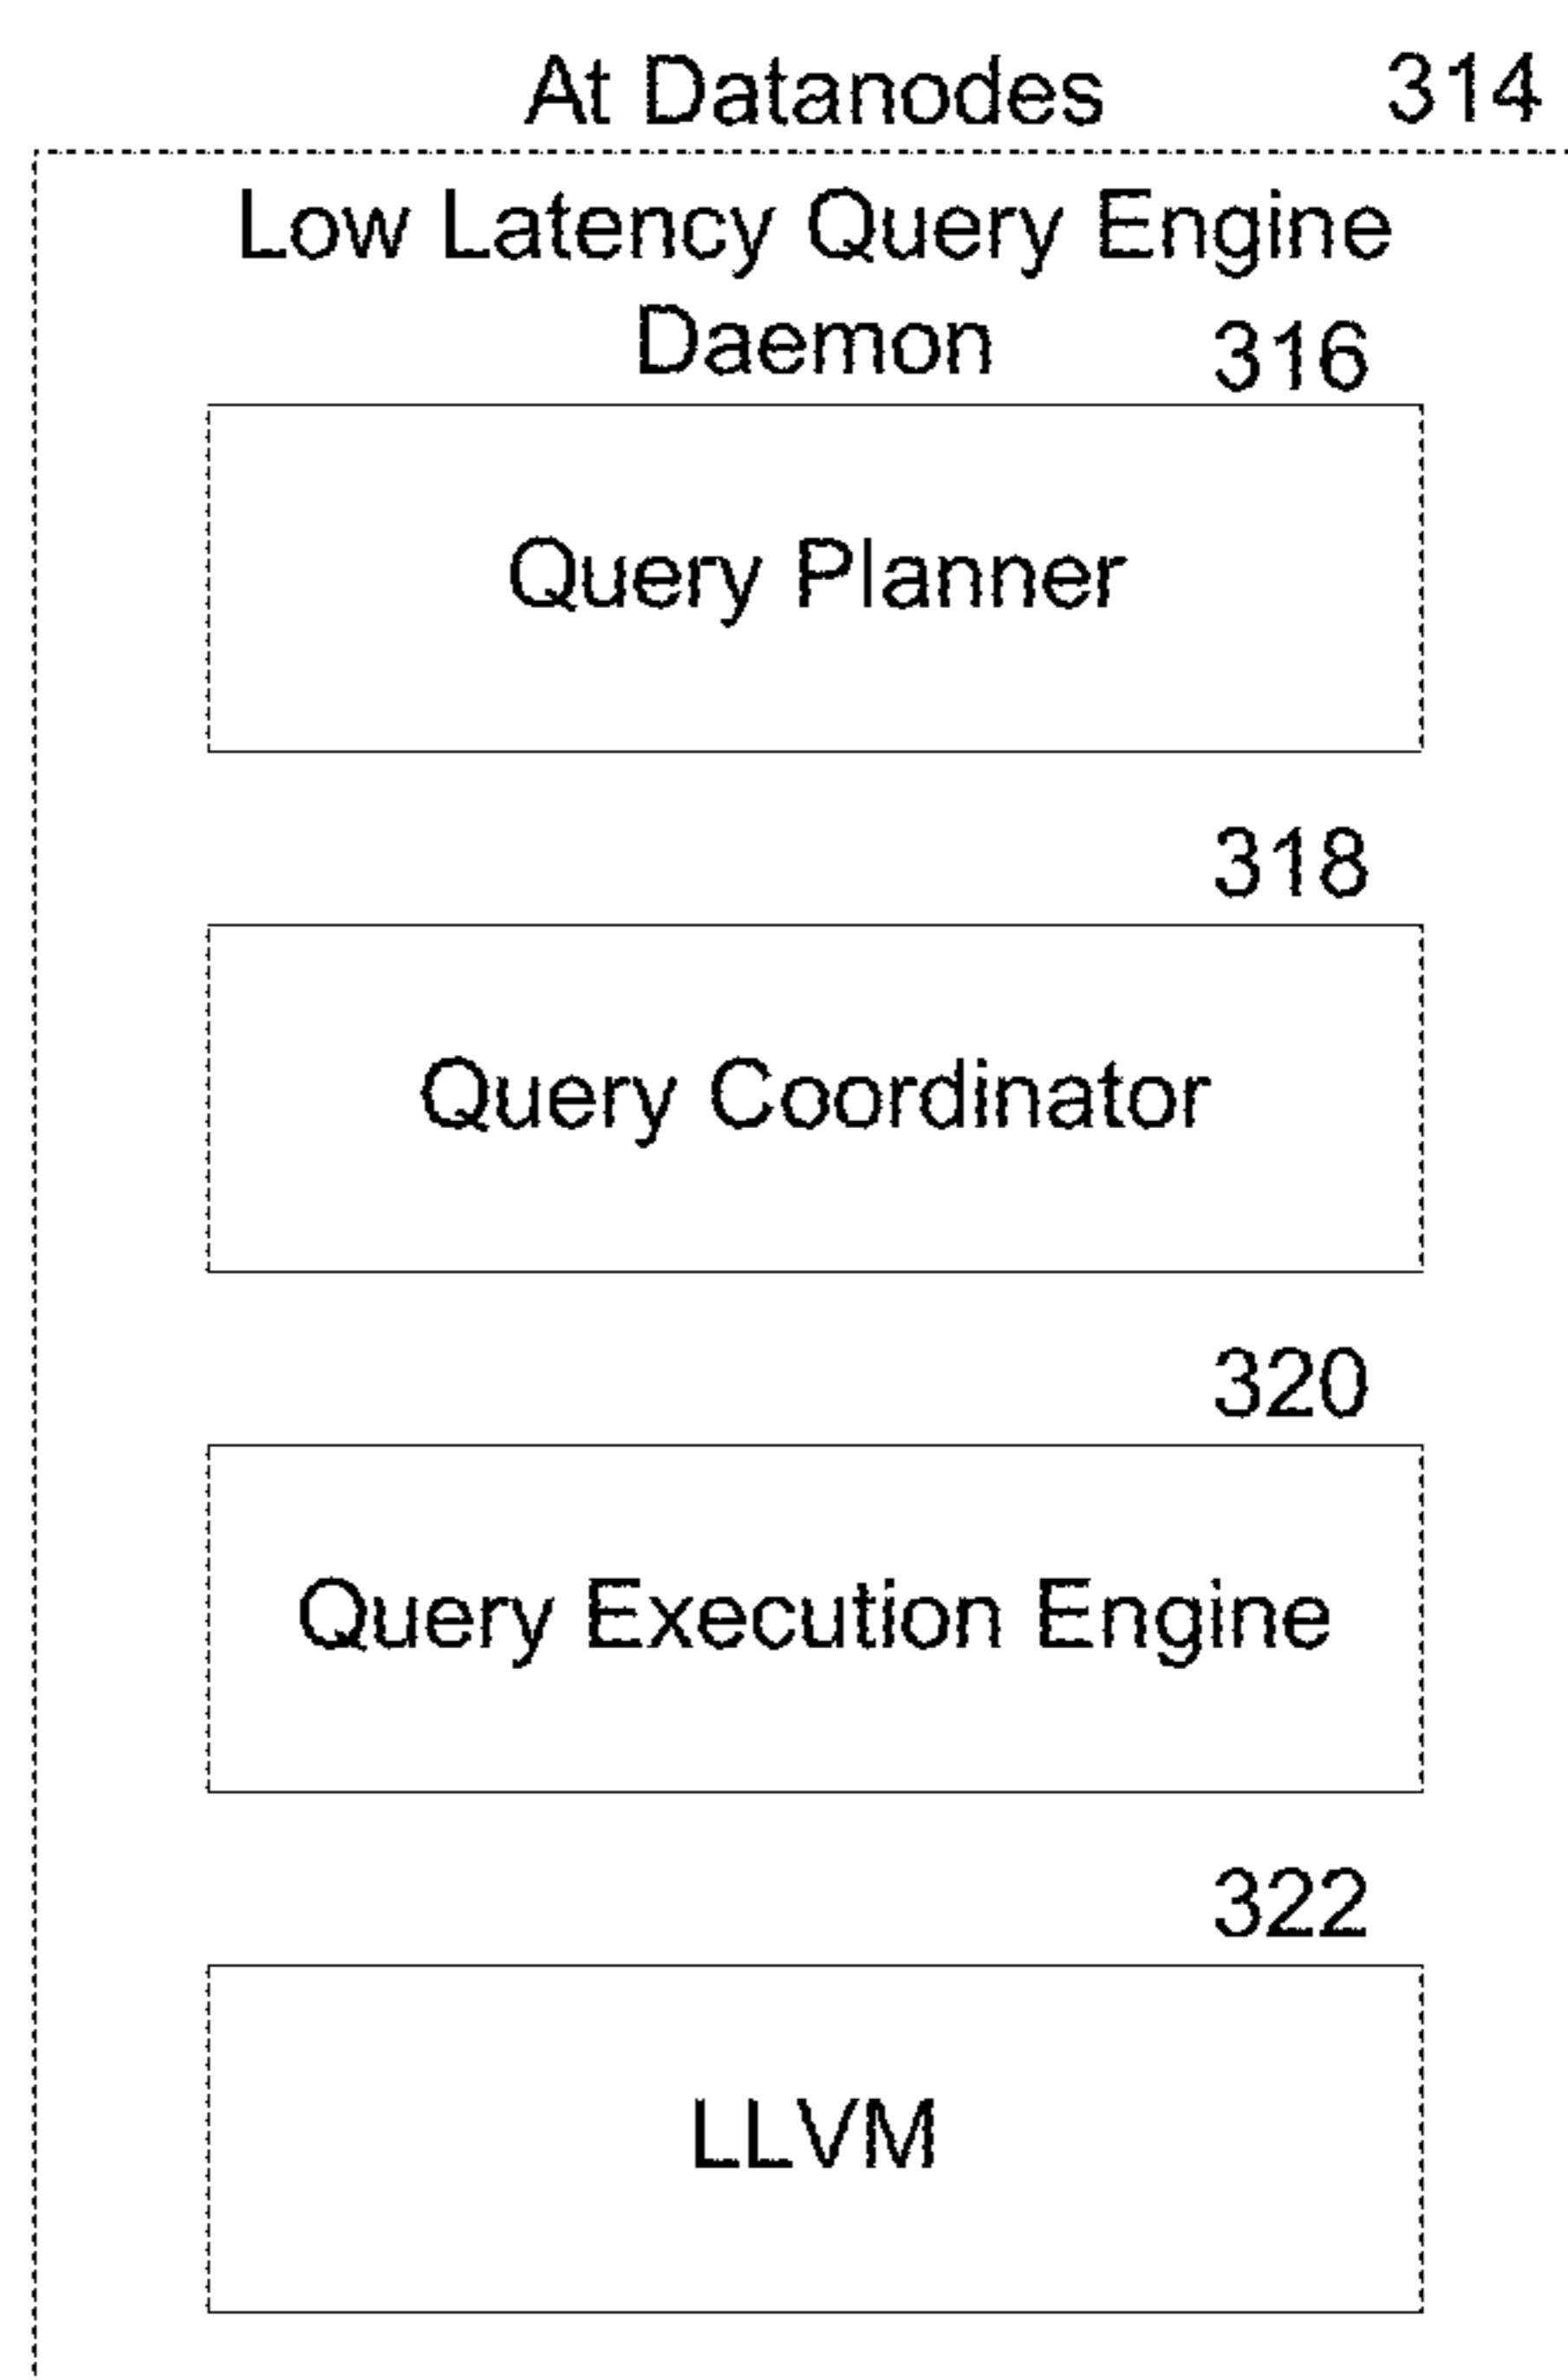 At Datanodes 314
Low Latency Query Engine
Daemon 316
Query Planner
318
Query Coordinator
320
Query Execution Engine
322
LLVM